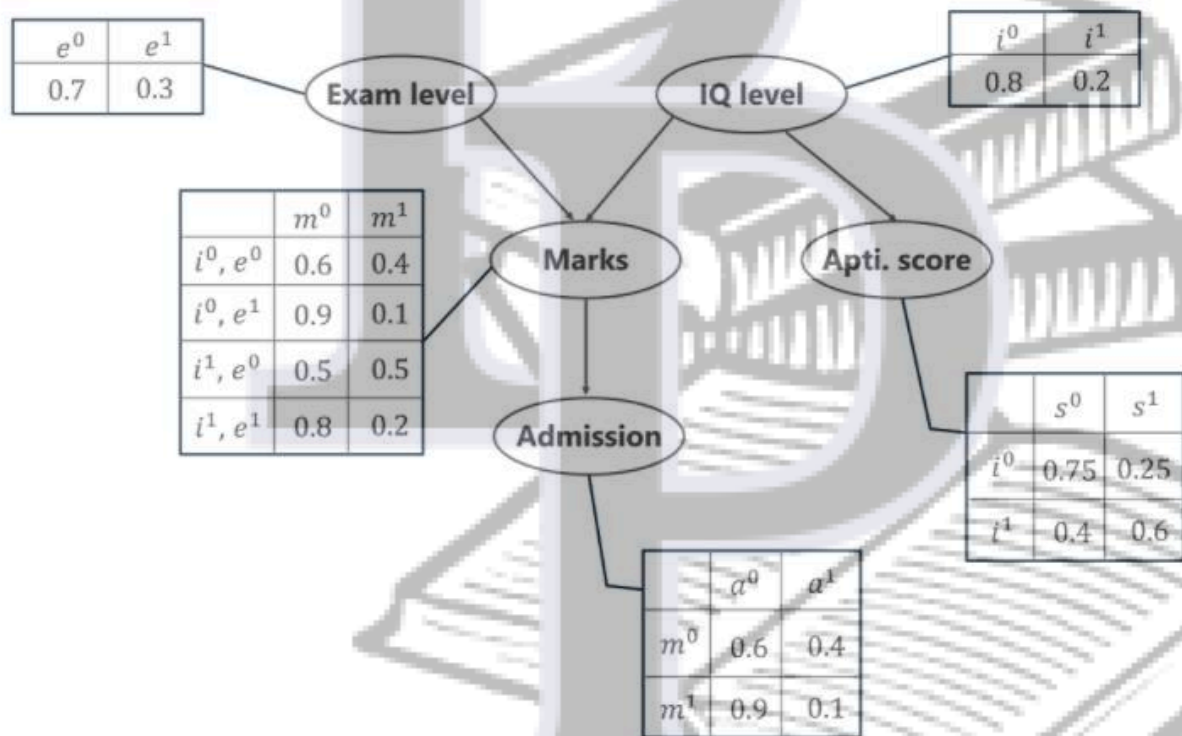 e⁰ e¹
0.7 0.3
Exam level
IQ level
i⁰ i¹
0.8 0.2
m⁰ m¹
i⁰, e⁰ 0.6 0.4
i⁰, e¹ 0.9 0.1
i¹, e⁰ 0.5 0.5
i¹, e¹ 0.8 0.2
Marks
Apti. score
Admission
s⁰ s¹
i⁰ 0.75 0.25
i¹ 0.4 0.6
a⁰ a¹
m⁰ 0.6 0.4
m¹ 0.9 0.1